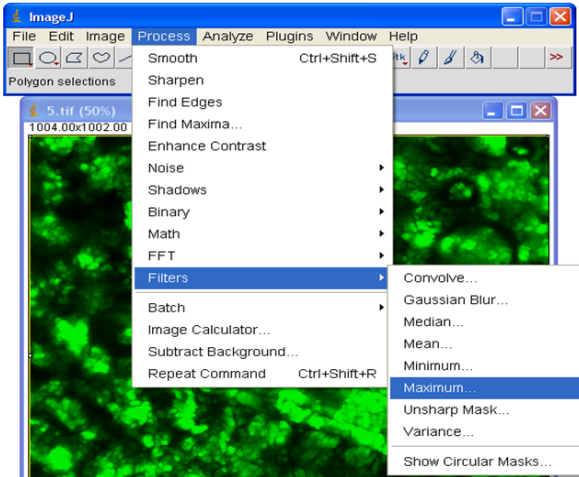 ImageJ
File Edit Image Process Analyze Plugins Window Help
Stk >>
Polygon selections
5.tif (50%)
1004.00x1002.00
Smooth Ctrl+Shift+S
Sharpen
Find Edges
Find Maxima...
Enhance Contrast
Noise
Shadows
Binary
Math
FFT
Filters
Batch
Image Calculator...
Subtract Background...
Repeat Command Ctrl+Shift+R
Convolve...
Gaussian Blur...
Median...
Mean...
Minimum...
Maximum...
Unsharp Mask...
Variance...
Show Circular Masks...